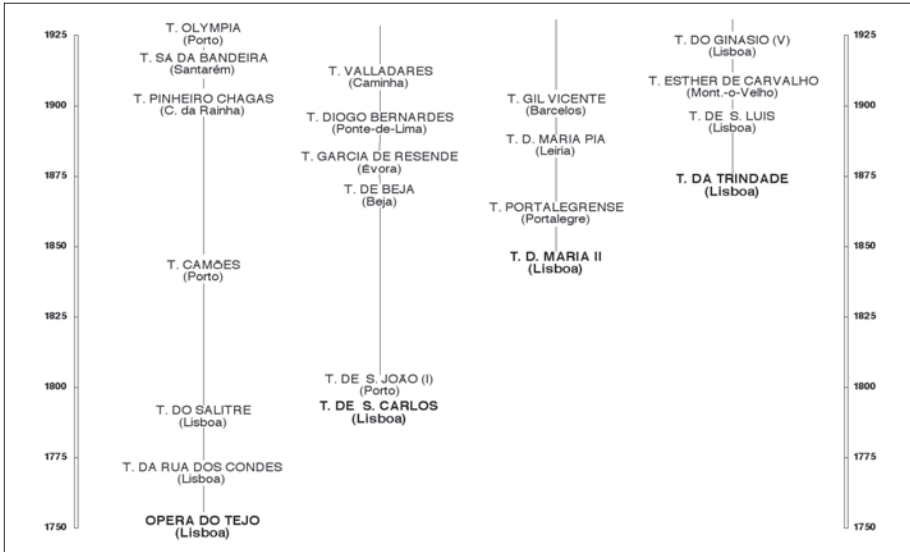 1925
1900
1875
1850
1825
1800
1775
1750
T. OLYMPIA
(Porto)
T. SÁ DA BANDEIRA
(Santarém)
T. PINHEIRO CHAGAS
(C. da Rainha)
T. CAMÕES
(Porto)
T. DO SALITRE
(Lisboa)
T. DA RUA DOS CONDES
(Lisboa)
OPERA DO TEJO
(Lisboa)
T. VALLADARES
(Caminha)
T. DIOGO BERNARDES
(Ponte-de-Lima)
T. GARCIA DE RESENDE
(Évora)
T. DE BEJA
(Beja)
T. DE S. JOÃO (I)
(Porto)
T. DE S. CARLOS
(Lisboa)
T. GIL VICENTE
(Barcelos)
T. D. MARIA PIA
(Leiria)
T. PORTALEGRENSE
(Portalegre)
T. D. MARIA II
(Lisboa)
T. DO GINÁSIO (V)
(Lisboa)
T. ESTHER DE CARVALHO
(Mont.-o-Velho)
T. DE S. LUIS
(Lisboa)
T. DA TRINDADE
(Lisboa)
1925
1900
1875
1850
1825
1800
1775
1750